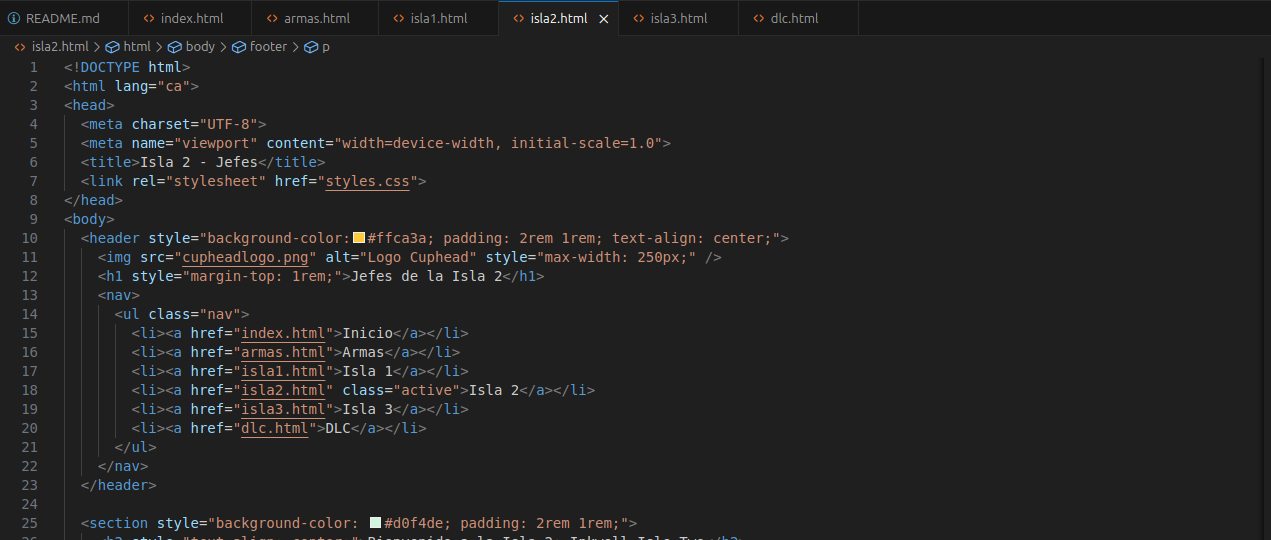 README.md index.html armas.html isla1.html isla2.html isla3.html dlc.html
isla2.html > html > body > footer > p
1 <!DOCTYPE html>
2 <html lang="ca">
3 <head>
4 <meta charset="UTF-8">
5 <meta name="viewport" content="width=device-width, initial-scale=1.0">
6 <title>Isla 2 - Jefes</title>
7 <link rel="stylesheet" href="styles.css">
8 </head>
9 <body>
10 <header style="background-color:#ffca3a; padding: 2rem 1rem; text-align: center;">
11 <img src="cupheadlogo.png" alt="Logo Cuphead" style="max-width: 250px;" />
12 <h1 style="margin-top: 1rem;">Jefes de la Isla 2</h1>
13 <nav>
14 <ul class="nav">
15 <li><a href="index.html">Inicio</a></li>
16 <li><a href="armas.html">Armas</a></li>
17 <li><a href="isla1.html">Isla 1</a></li>
18 <li><a href="isla2.html" class="active">Isla 2</a></li>
19 <li><a href="isla3.html">Isla 3</a></li>
20 <li><a href="dlc.html">DLC</a></li>
21 </ul>
22 </nav>
23 </header>
24
25 <section style="background-color: #d0f4de; padding: 2rem 1rem;">